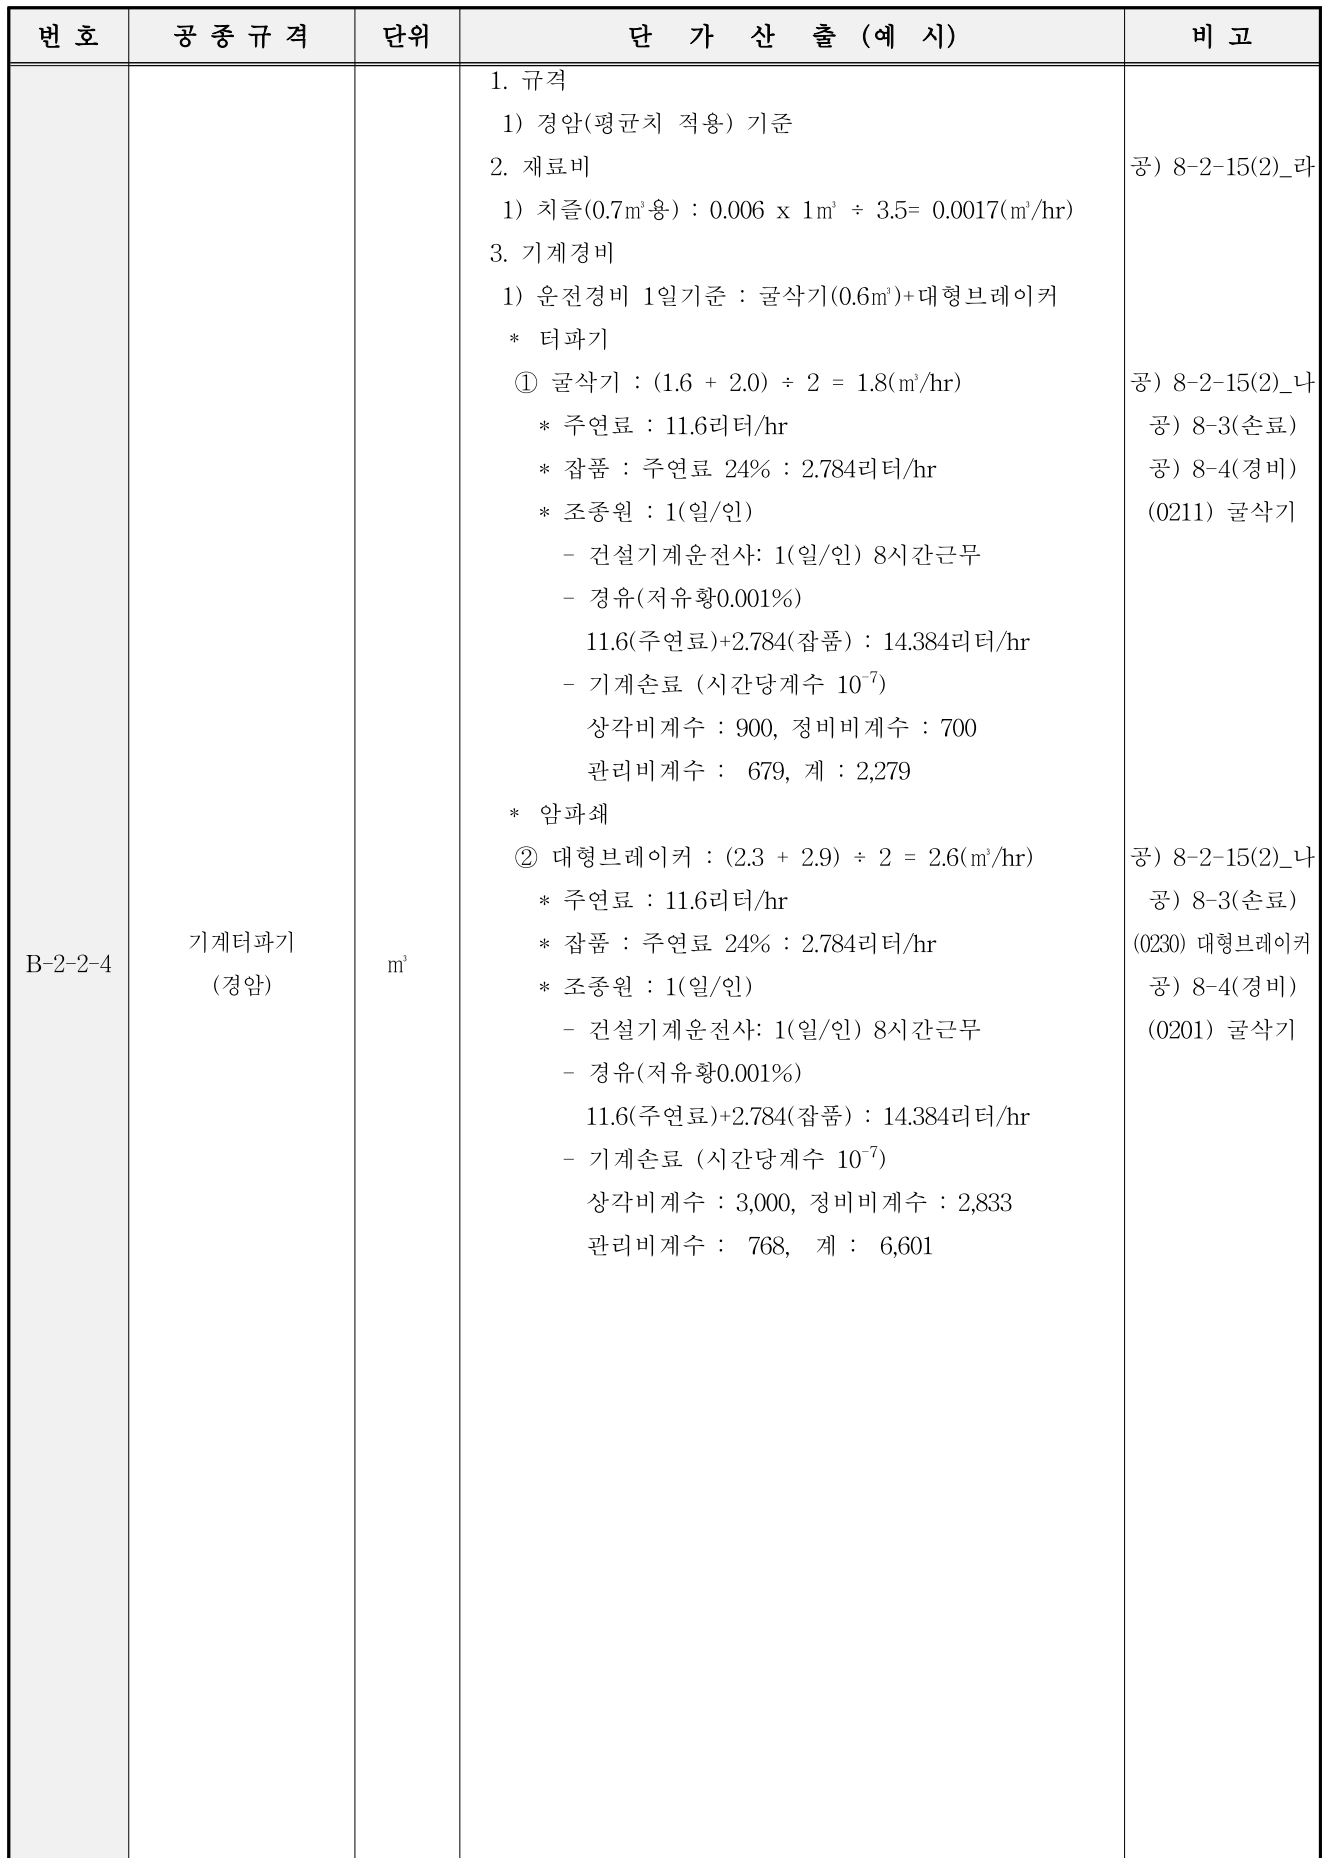 번 호 공 종 규 격 단위 단 가 산 출 (예 시) 비 고
1. 규격
1) 경암(평균치 적용) 기준
2. 재료비 공) 8-2-15(2)_라
1) 치즐(0.7㎥용) : 0.006 x 1㎥ ÷ 3.5= 0.0017(㎥/hr)
3. 기계경비
1) 운전경비 1일기준 : 굴삭기(0.6㎥)+대형브레이커
* 터파기
① 굴삭기 : (1.6 + 2.0) ÷ 2 = 1.8(㎥/hr) 공) 8-2-15(2)_나
* 주연료 : 11.6리터/hr 공) 8-3(손료)
* 잡품 : 주연료 24% : 2.784리터/hr 공) 8-4(경비)
* 조종원 : 1(일/인) (0211) 굴삭기
- 건설기계운전사: 1(일/인) 8시간근무
- 경유(저유황0.001%)
11.6(주연료)+2.784(잡품) : 14.384리터/hr
- 기계손료 (시간당계수 10⁻⁷)
상각비계수 : 900, 정비비계수 : 700
관리비계수 : 679, 계 : 2,279
* 암파쇄
② 대형브레이커 : (2.3 + 2.9) ÷ 2 = 2.6(㎥/hr) 공) 8-2-15(2)_나
* 주연료 : 11.6리터/hr 공) 8-3(손료)
기계터파기 * 잡품 : 주연료 24% : 2.784리터/hr (0230) 대형브레이커
B-2-2-4 ㎥
(경암) * 조종원 : 1(일/인) 공) 8-4(경비)
- 건설기계운전사: 1(일/인) 8시간근무 (0201) 굴삭기
- 경유(저유황0.001%)
11.6(주연료)+2.784(잡품) : 14.384리터/hr
- 기계손료 (시간당계수 10⁻⁷)
상각비계수 : 3,000, 정비비계수 : 2,833
관리비계수 : 768, 계 : 6,601